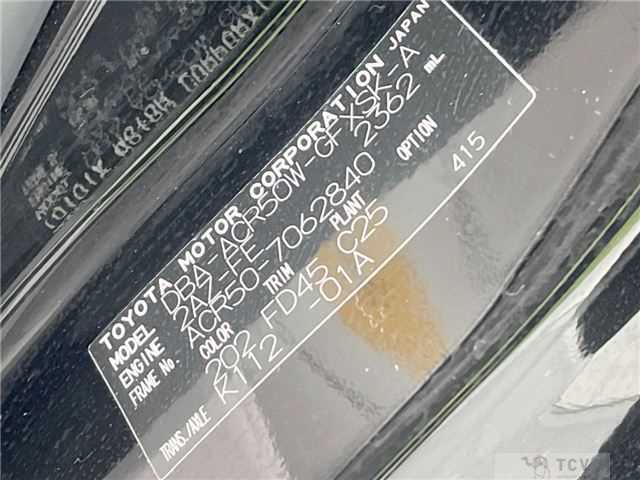 TOYOTA MOTOR CORPORATION JAPAN
MODEL DBA-ACR50W-GFXSK-A
ENGINE 2AZ-FE 2362 mL
FRAME No. ACR50-7062840
COLOR TRIM PLANT OPTION
202 FD45 C25 415
TRANS./AXLE K112 -01A
TCV